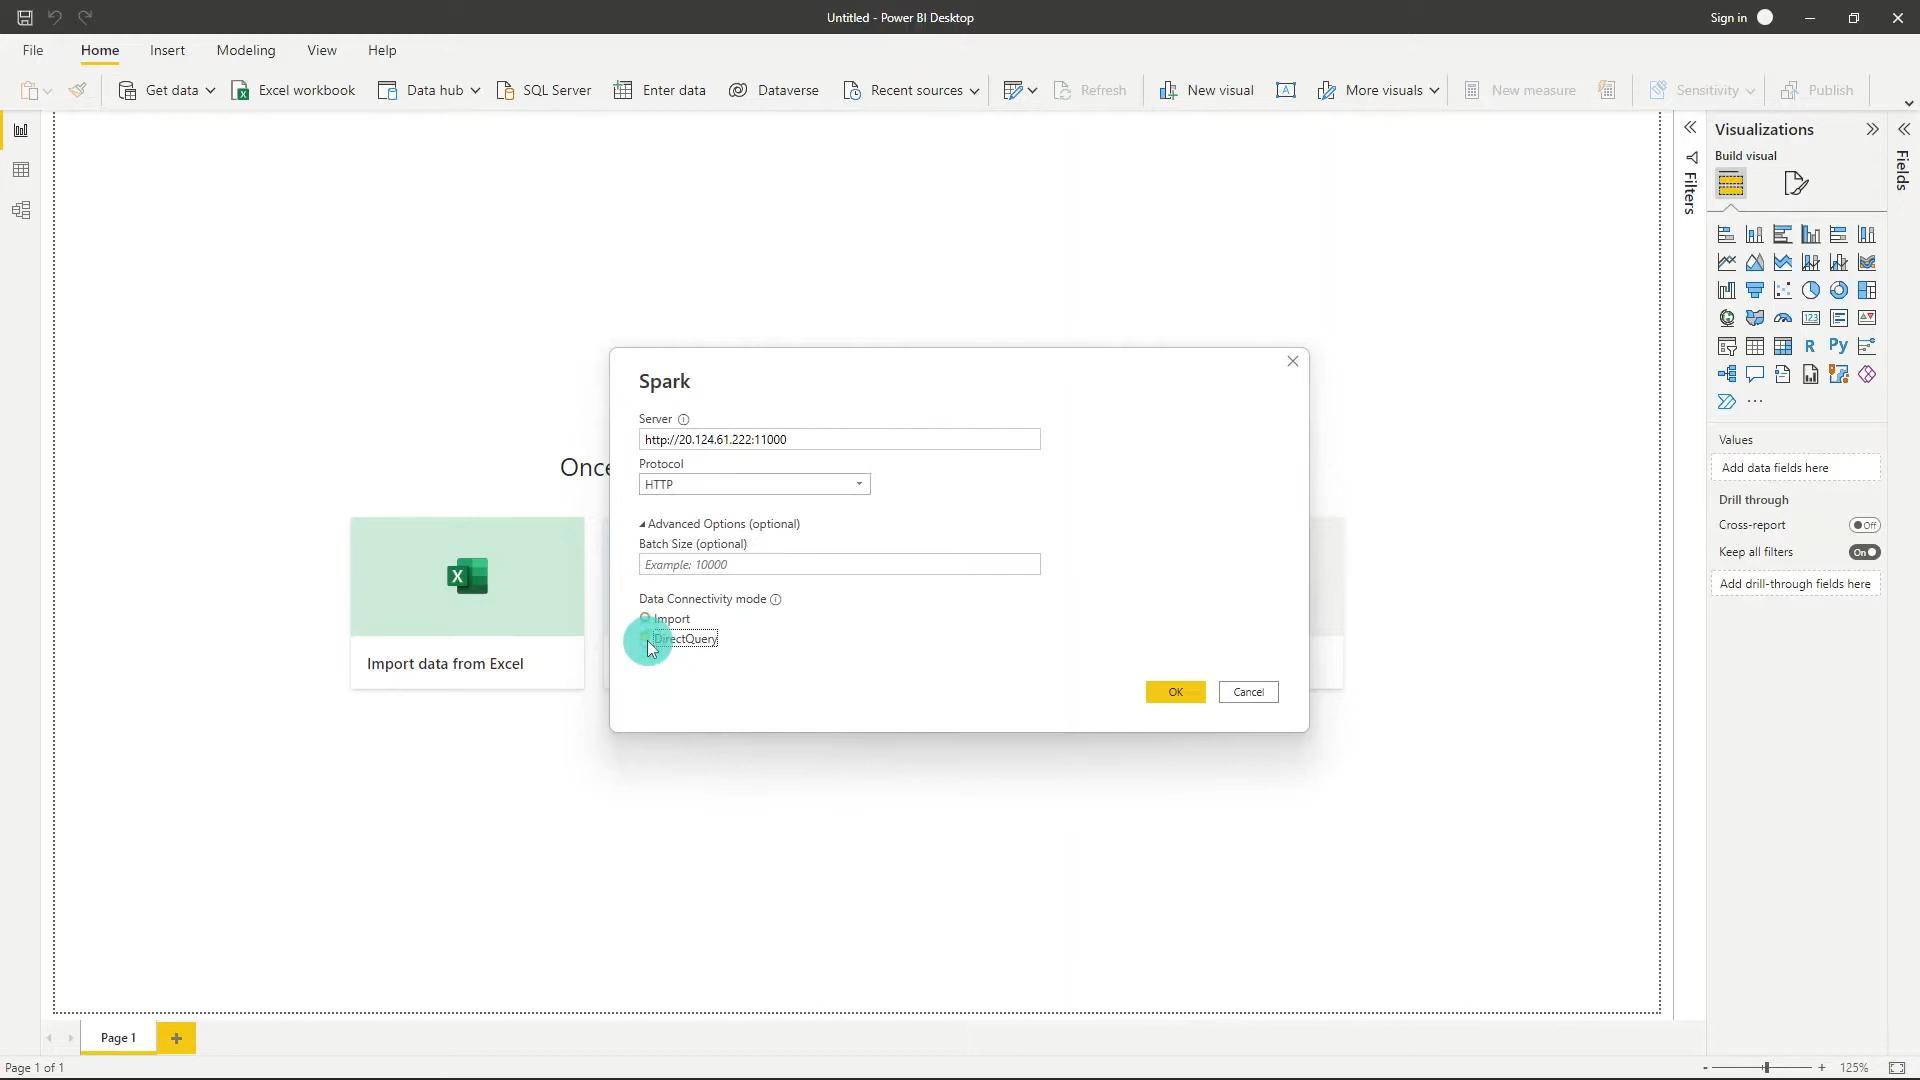 Untitled - Power BI Desktop
Sign in
File
Home
Insert
Modeling
View
Help
Get data
Excel workbook
Data hub
SQL Server
Enter data
Dataverse
Recent sources
Refresh
New visual
A
More visuals
New measure
Sensitivity
Publish
Filters
Visualizations
Build visual
123
R
Py
Values
Add data fields here
Drill through
Cross-report
Off
Keep all filters
On
Add drill-through fields here
Fields
Once
X
Import data from Excel
Spark
Server
http://20.124.61.222:11000
Protocol
HTTP
Advanced Options (optional)
Batch Size (optional)
Example: 10000
Data Connectivity mode
Import
DirectQuery
OK
Cancel
Page 1
+
Page 1 of 1
- + 125%